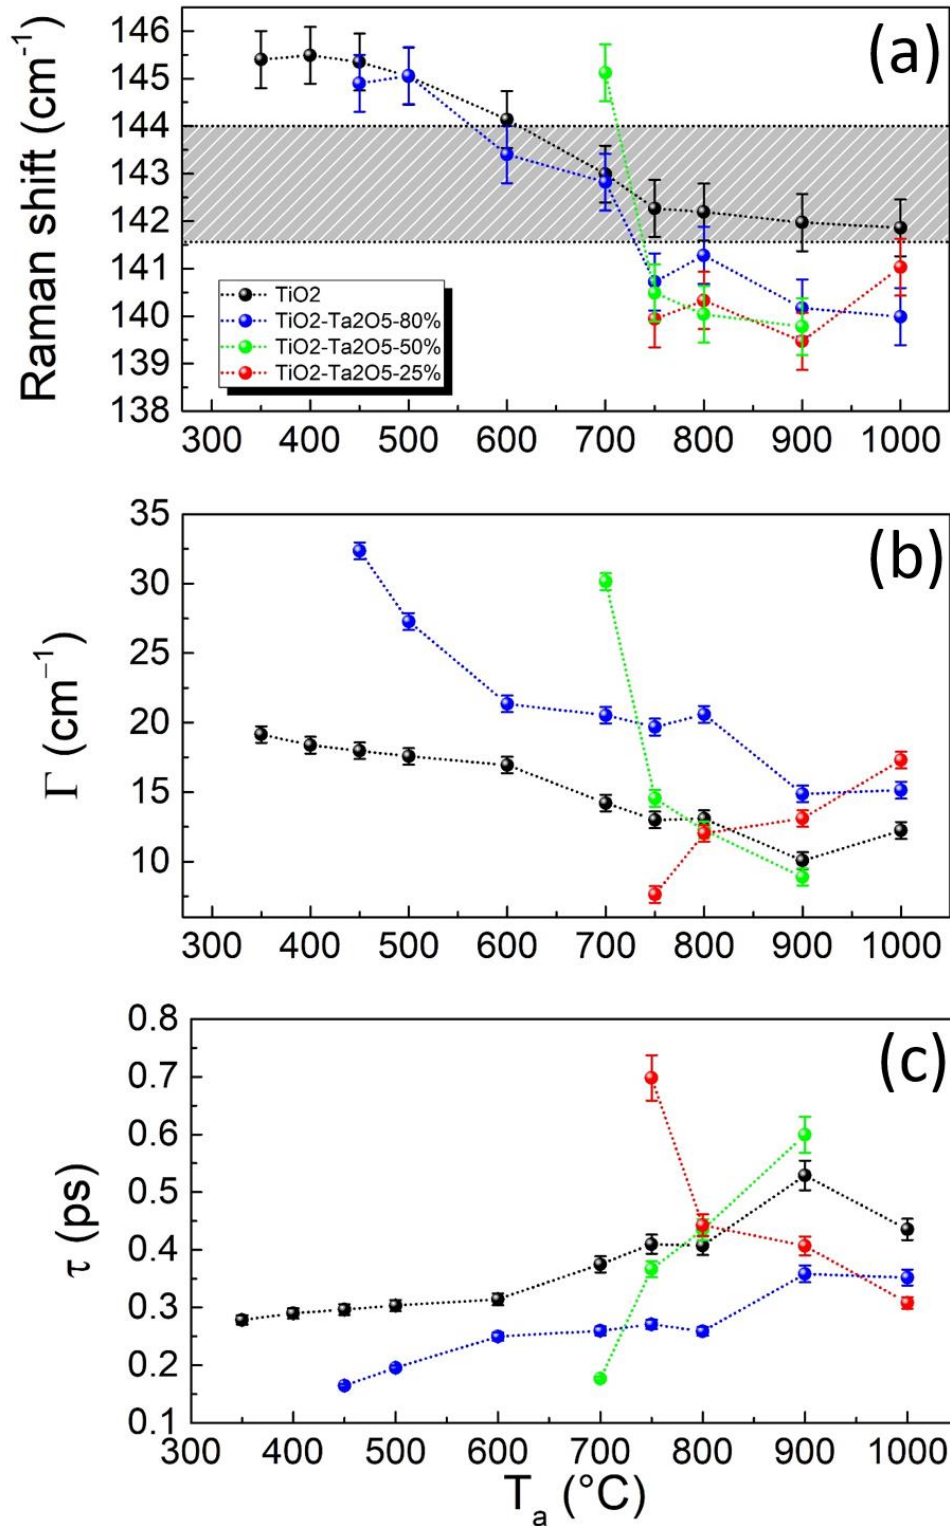 (a)
Raman shift (cm⁻¹)
146
145
144
143
142
141
140
139
138
TiO2
TiO2-Ta2O5-80%
TiO2-Ta2O5-50%
TiO2-Ta2O5-25%
300 400 500 600 700 800 900 1000
(b)
Γ (cm⁻¹)
35
30
25
20
15
10
300 400 500 600 700 800 900 1000
(c)
τ (ps)
0.8
0.7
0.6
0.5
0.4
0.3
0.2
0.1
300 400 500 600 700 800 900 1000
Tₐ (°C)